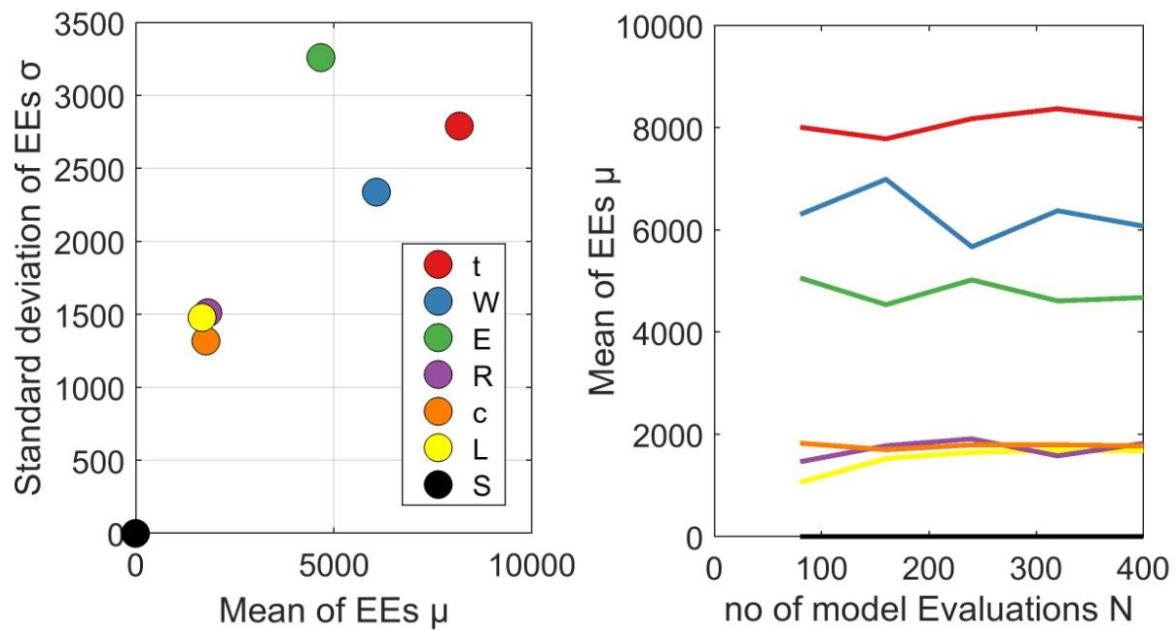 3500
3000
2500
2000
1500
1000
500
0
0
5000
10000
Standard deviation of EEs σ
Mean of EEs μ
t
W
E
R
c
L
S
10000
8000
6000
4000
2000
0
0
100
200
300
400
Mean of EEs μ
no of model Evaluations N